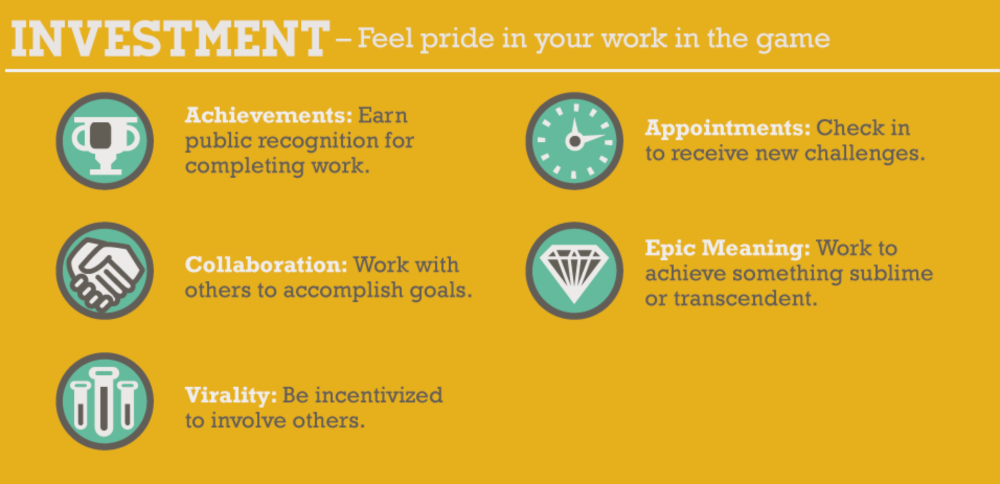 INVESTMENT – Feel pride in your work in the game
Achievements: Earn
public recognition for
completing work.
Appointments: Check in
to receive new challenges.
Collaboration: Work with
others to accomplish goals.
Epic Meaning: Work to
achieve something sublime
or transcendent.
Virality: Be incentivized
to involve others.